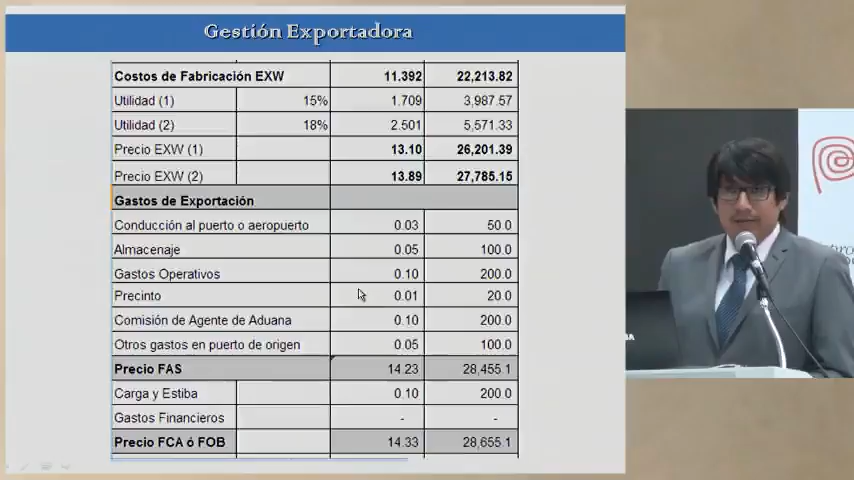 Gestión Exportadora
Costos de Fabricación EXW 11.392 22,213.82
Utilidad (1) 15% 1.709 3,987.57
Utilidad (2) 18% 2.501 5,571.33
Precio EXW (1) 13.10 26,201.39
Precio EXW (2) 13.89 27,785.15
Gastos de Exportación
Conducción al puerto o aeropuerto 0.03 50.0
Almacenaje 0.05 100.0
Gastos Operativos 0.10 200.0
Precinto 0.01 20.0
Comisión de Agente de Aduana 0.10 200.0
Otros gastos en puerto de origen 0.05 100.0
Precio FAS 14.23 28,455.1
Carga y Estiba 0.10 200.0
Gastos Financieros - -
Precio FCA ó FOB 14.33 28,655.1